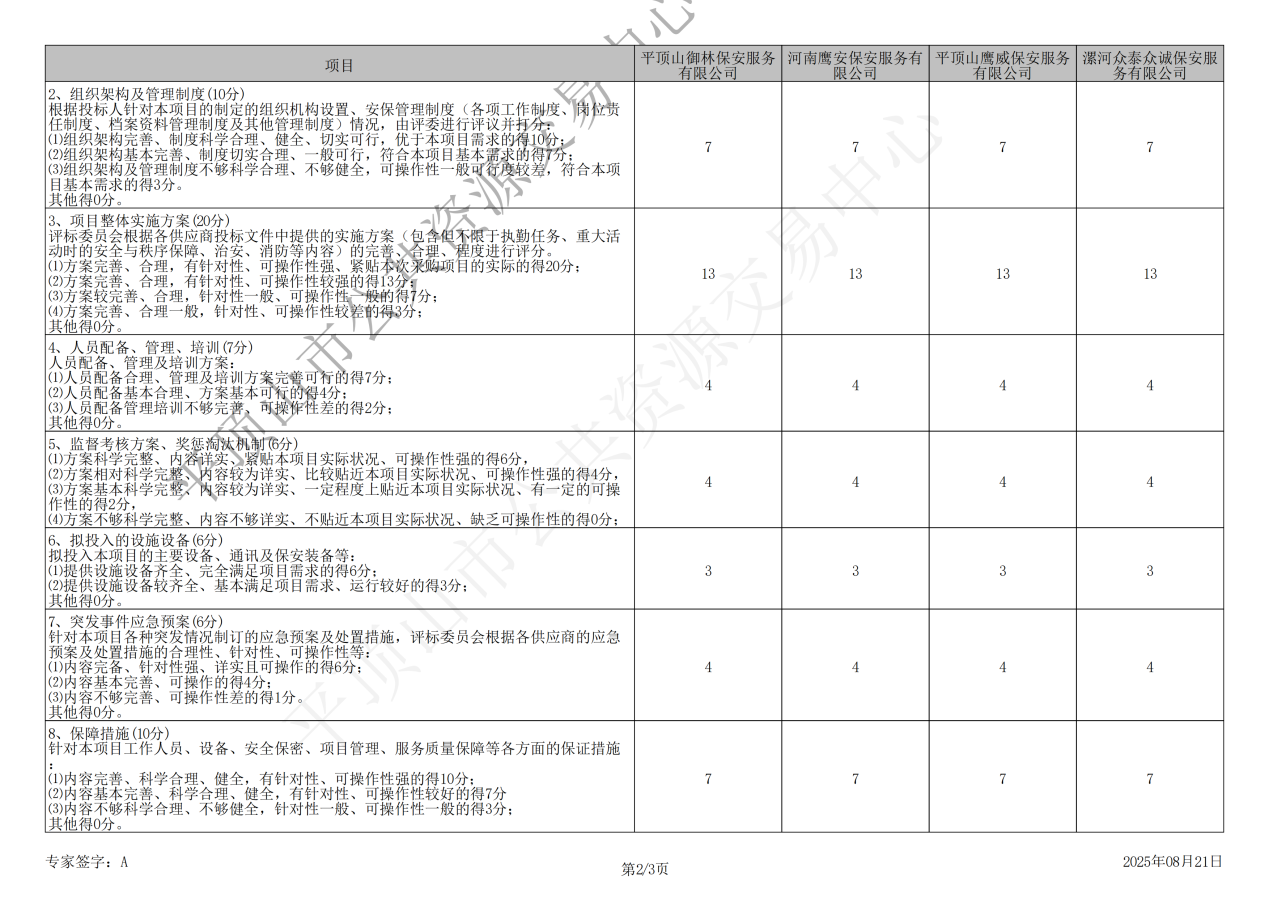 项目
平顶山御林保安服务
有限公司
河南鹰安保安服务有
限公司
平顶山鹰威保安服务
有限公司
漯河众泰众诚保安服
务有限公司
2、组织架构及管理制度(10分)
根据投标人针对本项目的制定的组织机构设置、安保管理制度（各项工作制度、岗位责
任制度、档案资料管理制度及其他管理制度）情况，由评委进行评议并打分：
⑴组织架构完善、制度科学合理、健全、切实可行，优于本项目需求的得10分；
⑵组织架构基本完善、制度切实合理、一般可行，符合本项目基本需求的得7分；
⑶组织架构及管理制度不够科学合理、不够健全，可操作性一般可行度较差，符合本项
目基本需求的得3分。
其他得0分。
7
7
7
7
3、项目整体实施方案(20分)
评标委员会根据各供应商投标文件中提供的实施方案（包含但不限于执勤任务、重大活
动时的安全与秩序保障、治安、消防等内容）的完善、合理、程度进行评分。
⑴方案完善、合理，有针对性、可操作性强、紧贴本次采购项目的实际的得20分；
⑵方案完善、合理，有针对性、可操作性较强的得13分；
⑶方案较完善、合理，针对性一般、可操作性一般的得7分；
⑷方案完善、合理一般，针对性、可操作性较差的得3分；
其他得0分。
13
13
13
13
4、人员配备、管理、培训(7分)
人员配备、管理及培训方案：
⑴人员配备合理、管理及培训方案完善可行的得7分；
⑵人员配备基本合理、方案基本可行的得4分；
⑶人员配备管理培训不够完善、可操作性差的得2分；
其他得0分。
4
4
4
4
5、监督考核方案、奖惩淘汰机制(6分)
⑴方案科学完整、内容详实、紧贴本项目实际状况、可操作性强的得6分，
⑵方案相对科学完整、内容较为详实、比较贴近本项目实际状况、可操作性强的得4分，
⑶方案基本科学完整、内容较为详实、一定程度上贴近本项目实际状况、有一定的可操
作性的得2分，
⑷方案不够科学完整、内容不够详实、不贴近本项目实际状况、缺乏可操作性的得0分；
4
4
4
4
6、拟投入的设施设备(6分)
拟投入本项目的主要设备、通讯及保安装备等：
⑴提供设施设备齐全、完全满足项目需求的得6分；
⑵提供设施设备较齐全、基本满足项目需求、运行较好的得3分；
其他得0分。
3
3
3
3
7、突发事件应急预案(6分)
针对本项目各种突发情况制订的应急预案及处置措施，评标委员会根据各供应商的应急
预案及处置措施的合理性、针对性、可操作性等：
⑴内容完备、针对性强、详实且可操作的得6分；
⑵内容基本完善、可操作的得4分；
⑶内容不够完善、可操作性差的得1分。
其他得0分。
4
4
4
4
8、保障措施(10分)
针对本项目工作人员、设备、安全保密、项目管理、服务质量保障等各方面的保证措施
：
⑴内容完善、科学合理、健全，有针对性、可操作性强的得10分；
⑵内容基本完善、科学合理、健全，有针对性、可操作性较好的得7分
⑶内容不够科学合理、不够健全，针对性一般、可操作性一般的得3分；
其他得0分。
7
7
7
7
专家签字：A
第2/3页
2025年08月21日
平顶山市公共资源交易中心
平顶山市公共资源交易中心